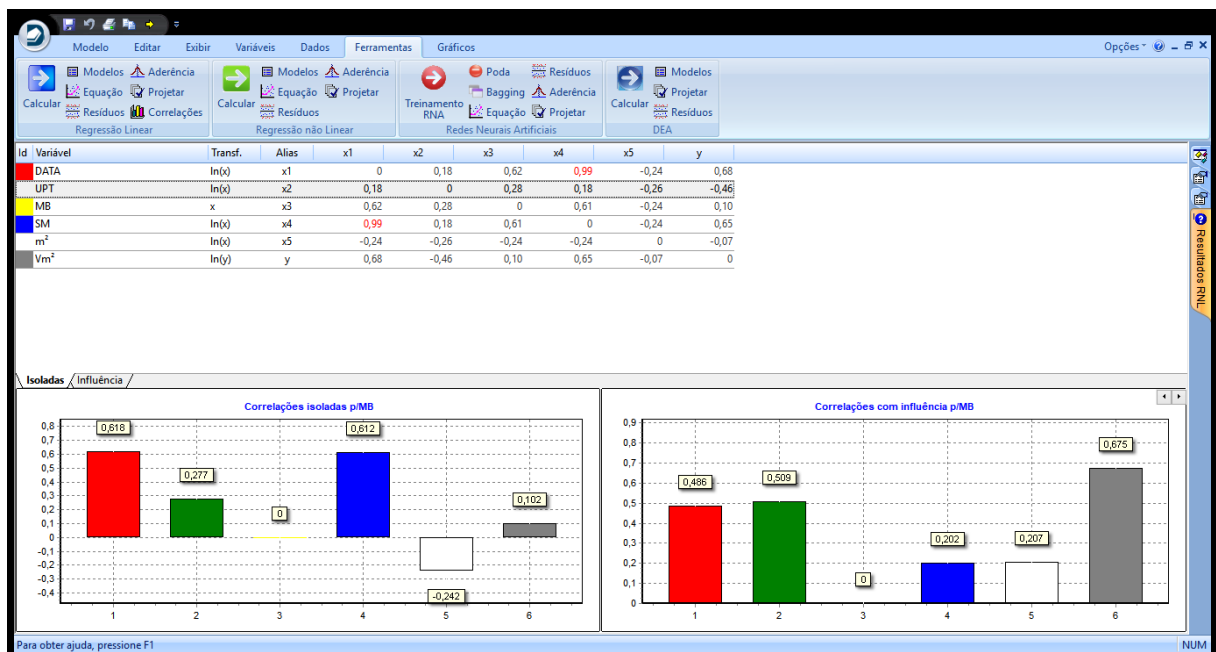 Modelo Editar Exibir Variáveis Dados Ferramentas Gráficos Opções
Modelos Aderência Modelos Aderência Poda Resíduos Modelos
Equação Projetar Equação Projetar Bagging Aderência Projetar
Calcular Resíduos Correlações Calcular Resíduos Treinamento RNA Equação Projetar Calcular Resíduos
Regressão Linear Regressão não Linear Redes Neurais Artificiais DEA
Id Variável Transf. Alias x1 x2 x3 x4 x5 y
DATA ln(x) x1 0 0,18 0,62 0,99 -0,24 0,68
UPT ln(x) x2 0,18 0 0,28 0,18 -0,26 -0,46
MB x x3 0,62 0,28 0 0,61 -0,24 0,10
SM ln(x) x4 0,99 0,18 0,61 0 -0,24 0,65
m² ln(x) x5 -0,24 -0,26 -0,24 -0,24 0 -0,07
Vm² ln(y) y 0,68 -0,46 0,10 0,65 -0,07 0
Resultados RNL
Isoladas Influência
Correlações isoladas p/MB
0,8
0,7
0,6
0,5
0,4
0,3
0,2
0,1
0
-0,1
-0,2
-0,3
-0,4
0,618
0,277
0
0,612
-0,242
0,102
1 2 3 4 5 6
Correlações com influência p/MB
0,9
0,8
0,7
0,6
0,5
0,4
0,3
0,2
0,1
0
0,486
0,509
0
0,202
0,207
0,675
1 2 3 4 5 6
Para obter ajuda, pressione F1 NUM